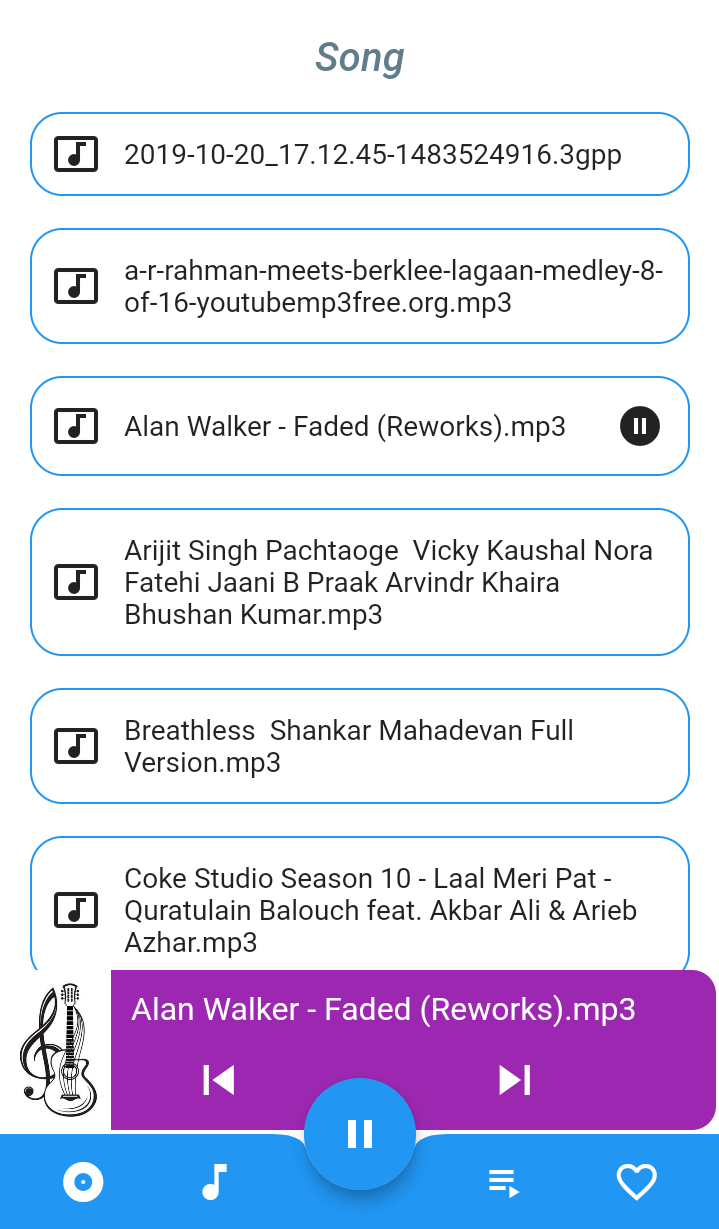 Song
2019-10-20_17.12.45-1483524916.3gpp
a-r-rahman-meets-berklee-lagaan-medley-8-
of-16-youtubemp3free.org.mp3
Alan Walker - Faded (Reworks).mp3
Arijit Singh Pachtaoge  Vicky Kaushal Nora
Fatehi Jaani B Praak Arvindr Khaira
Bhushan Kumar.mp3
Breathless  Shankar Mahadevan Full
Version.mp3
Coke Studio Season 10 - Laal Meri Pat -
Quratulain Balouch feat. Akbar Ali & Arieb
Azhar.mp3
Alan Walker - Faded (Reworks).mp3